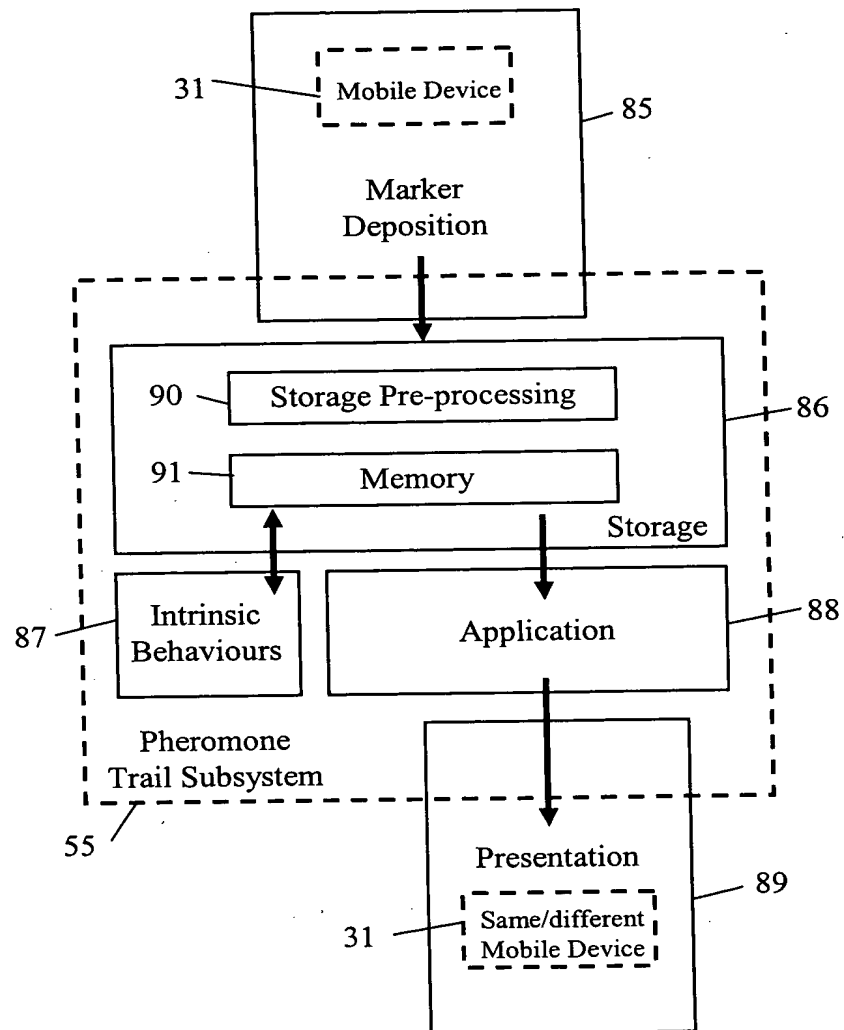 31
Mobile Device
85
Marker
Deposition
90
Storage Pre-processing
86
91
Memory
Storage
87
Intrinsic
Behaviours
Application
88
Pheromone
Trail Subsystem
55
Presentation
89
31
Same/different
Mobile Device